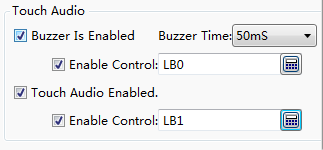 Touch Audio
Buzzer Is Enabled Buzzer Time: 50mS
Enable Control: LB0
Touch Audio Enabled.
Enable Control: LB1